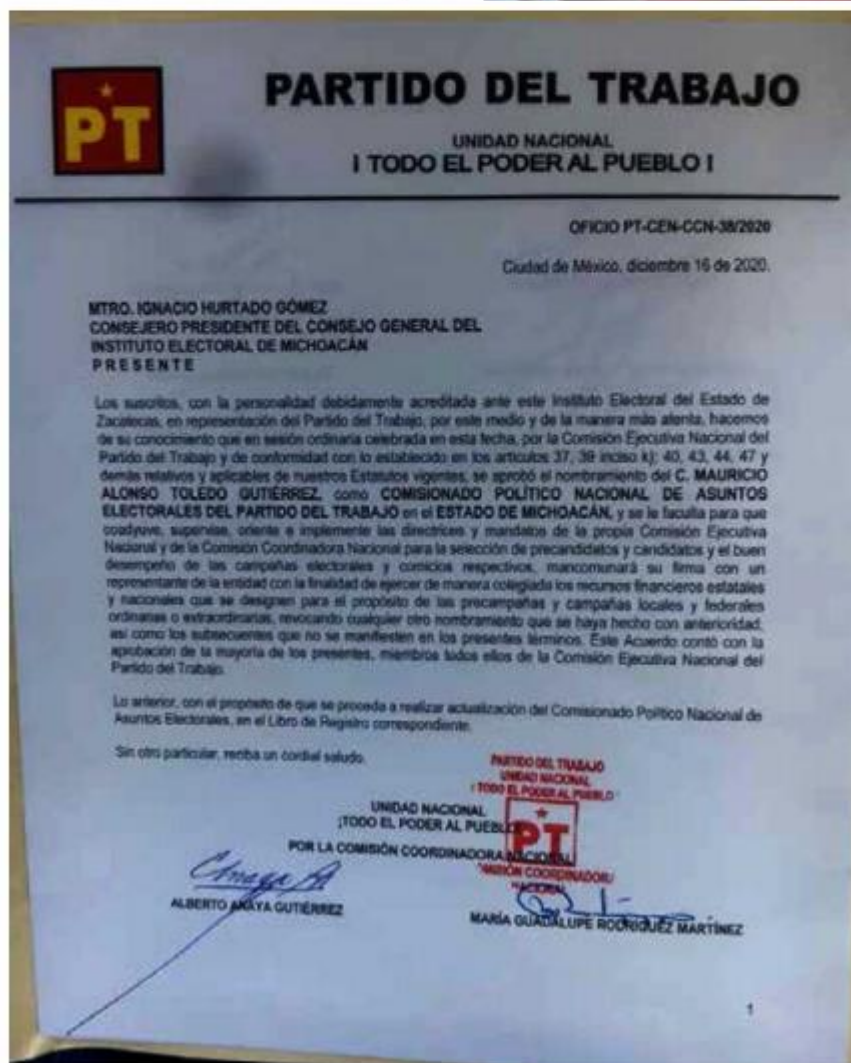 PT
PARTIDO DEL TRABAJO
UNIDAD NACIONAL
¡ TODO EL PODER AL PUEBLO !
OFICIO PT-CEN-CCN-38/2020
Ciudad de México, diciembre 16 de 2020.
MTRO. IGNACIO HURTADO GÓMEZ
CONSEJERO PRESIDENTE DEL CONSEJO GENERAL DEL
INSTITUTO ELECTORAL DE MICHOACÁN
P R E S E N T E
Los suscritos, con la personalidad debidamente acreditada ante este Instituto Electoral del Estado de
Zacatecas, en representación del Partido del Trabajo, por este medio y de la manera más atenta, hacemos
de su conocimiento que en sesión ordinaria celebrada en esta fecha, por la Comisión Ejecutiva Nacional del
Partido del Trabajo y de conformidad con lo establecido en los artículos 37, 39 inciso k); 40, 43, 44, 47 y
demás relativos y aplicables de nuestros Estatutos vigentes, se aprobó el nombramiento del C. MAURICIO
ALONSO TOLEDO GUTIÉRREZ, como COMISIONADO POLÍTICO NACIONAL DE ASUNTOS
ELECTORALES DEL PARTIDO DEL TRABAJO en el ESTADO DE MICHOACÁN, y se le faculta para que
coadyuve, supervise, oriente e implemente las directrices y mandatos de la propia Comisión Ejecutiva
Nacional y de la Comisión Coordinadora Nacional para la selección de precandidatos y candidatos y el buen
desempeño de las campañas electorales y comicios respectivos, mancomunará su firma con un
representante de la entidad con la finalidad de ejercer de manera colegiada los recursos financieros estatales
y nacionales que se designen para el propósito de las precampañas y campañas locales y federales
ordinarias o extraordinarias, revocando cualquier otro nombramiento que se haya hecho con anterioridad,
así como los subsecuentes que no se manifiesten en los presentes términos. Este Acuerdo contó con la
aprobación de la mayoría de los presentes, miembros todos ellos de la Comisión Ejecutiva Nacional del
Partido del Trabajo.
Lo anterior, con el propósito de que se proceda a realizar actualización del Comisionado Político Nacional de
Asuntos Electorales, en el Libro de Registro correspondiente.
Sin otro particular, reciba un cordial saludo.
PARTIDO DEL TRABAJO
UNIDAD NACIONAL
¡ TODO EL PODER AL PUEBLO !
PT
COORDINADORA
NACIONAL
UNIDAD NACIONAL
¡TODO EL PODER AL PUEBLO!
POR LA COMISIÓN COORDINADORA NACIONAL
ALBERTO ANAYA GUTIÉRREZ
MARÍA GUADALUPE RODRÍGUEZ MARTÍNEZ
1